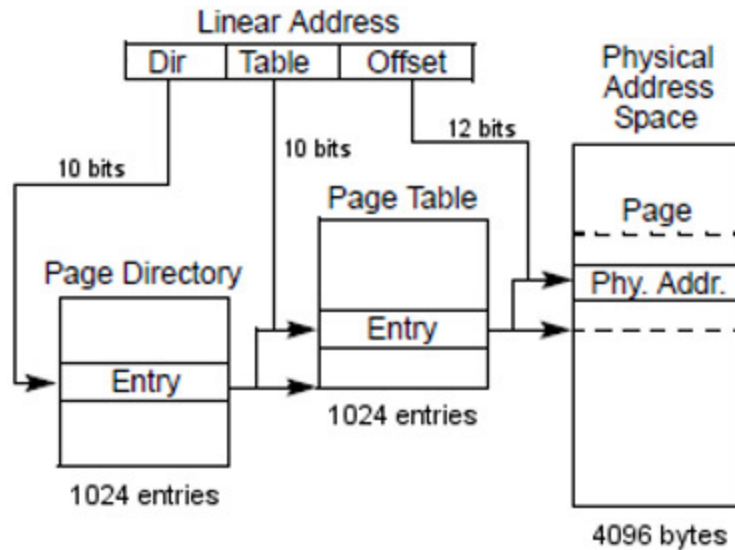 Linear Address
Dir Table Offset
Physical
Address
Space
12 bits
10 bits
10 bits
Page Table
Page
Page Directory
Phy. Addr.
Entry
Entry
1024 entries
1024 entries
4096 bytes